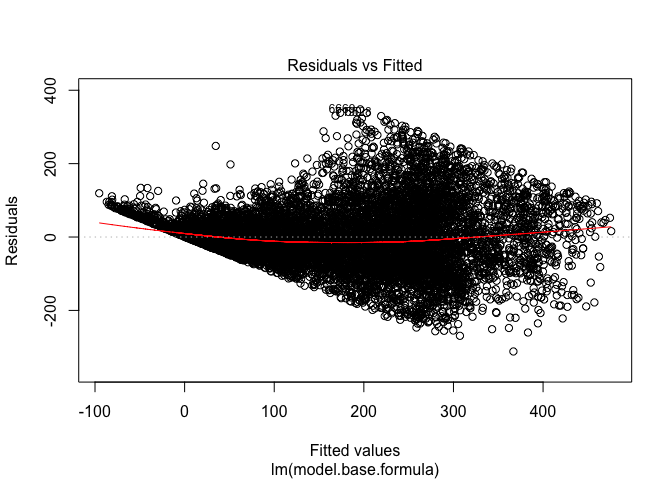 Residuals vs Fitted
400
200
0
-200
Residuals
-100 0 100 200 300 400
Fitted values
lm(model.base.formula)